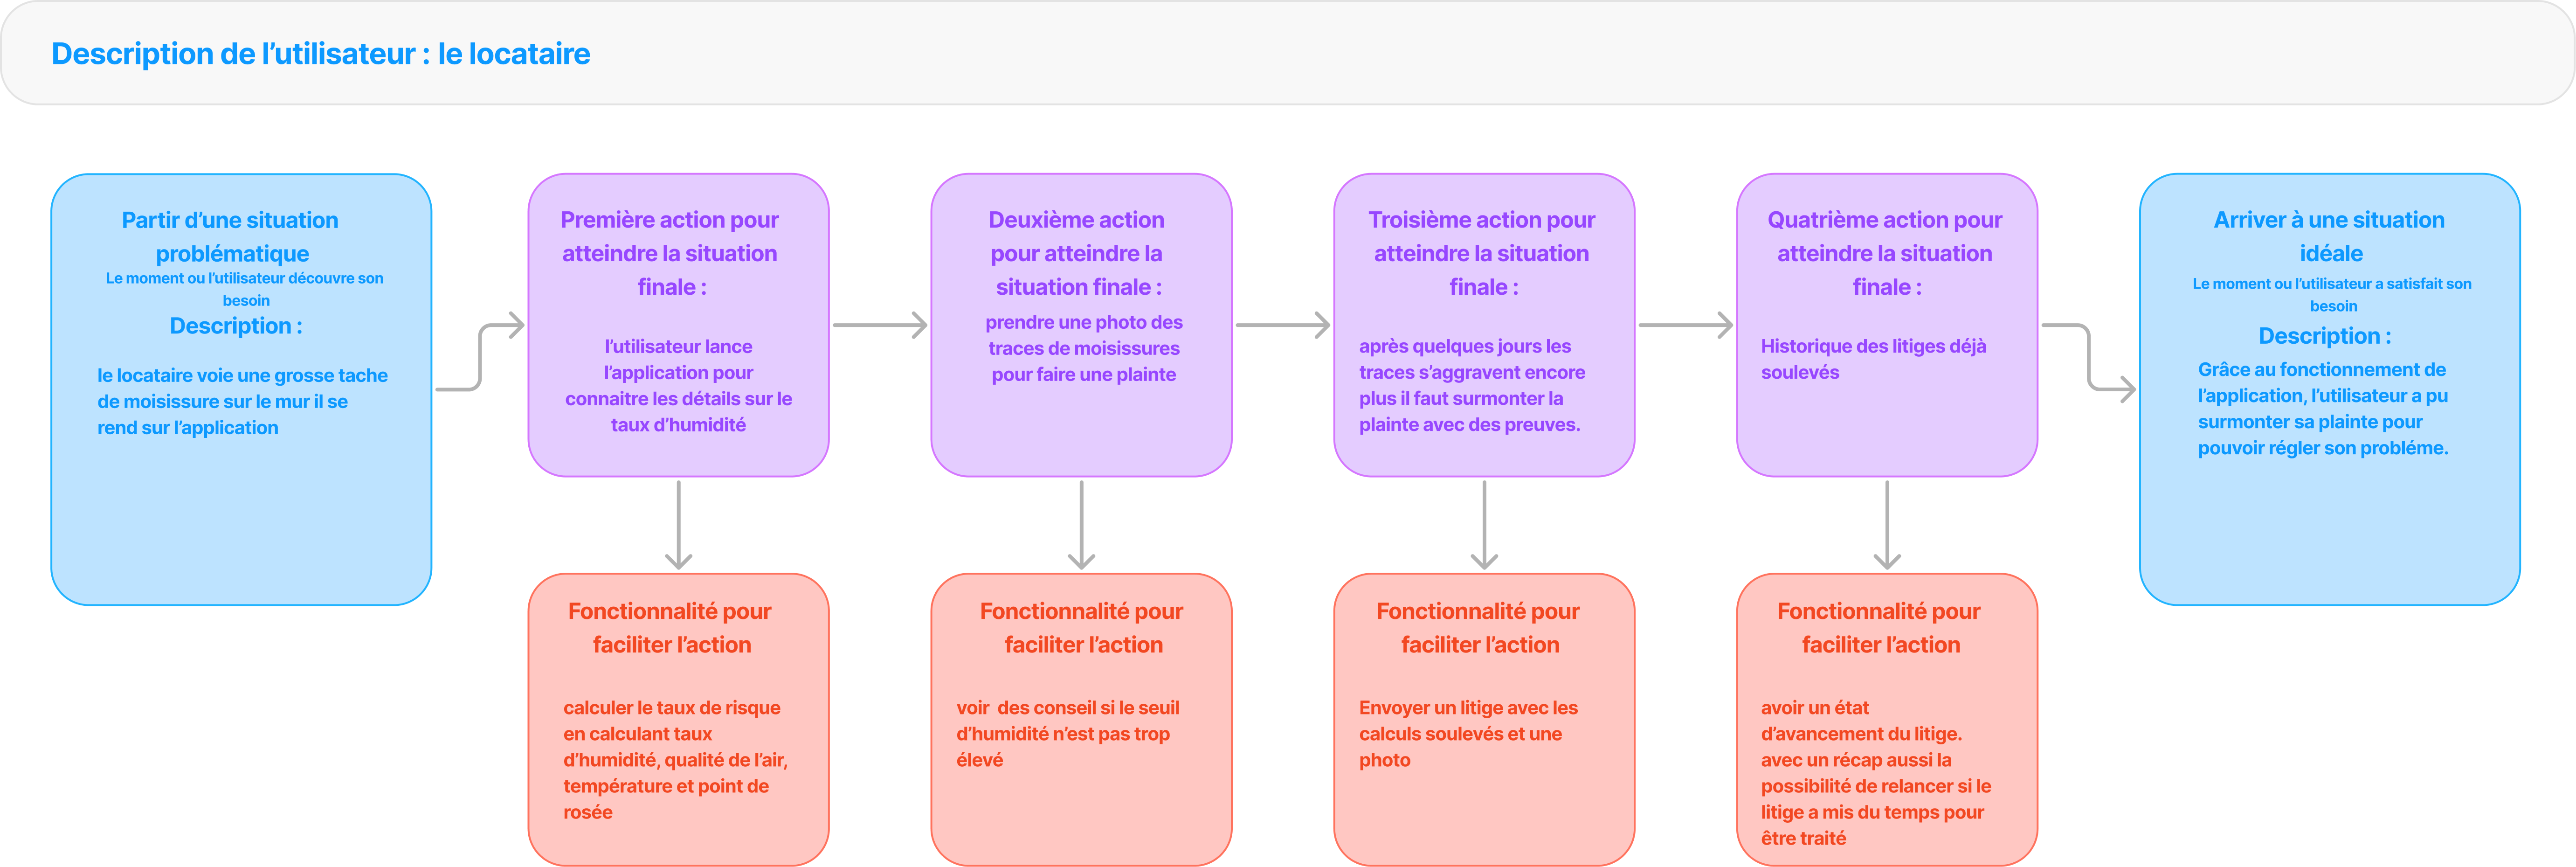 Description de l’utilisateur : le locataire
Partir d’une situation
problématique
Le moment ou l’utilisateur découvre son
besoin
Description :
le locataire voie une grosse tache
de moisissure sur le mur il se
rend sur l’application
Première action pour
atteindre la situation
finale :
l’utilisateur lance
l’application pour
connaitre les détails sur le
taux d’humidité
Deuxième action
pour atteindre la
situation finale :
prendre une photo des
traces de moisissures
pour faire une plainte
Troisième action pour
atteindre la situation
finale :
après quelques jours les
traces s’aggravent encore
plus il faut surmonter la
plainte avec des preuves.
Quatrième action pour
atteindre la situation
finale :
Historique des litiges déjà
soulevés
Arriver à une situation
idéale
Le moment ou l’utilisateur a satisfait son
besoin
Description :
Grâce au fonctionnement de
l’application, l’utilisateur a pu
surmonter sa plainte pour
pouvoir régler son probléme.
Fonctionnalité pour
faciliter l’action
calculer le taux de risque
en calculant taux
d’humidité, qualité de l’air,
température et point de
rosée
Fonctionnalité pour
faciliter l’action
voir  des conseil si le seuil
d’humidité n’est pas trop
élevé
Fonctionnalité pour
faciliter l’action
Envoyer un litige avec les
calculs soulevés et une
photo
Fonctionnalité pour
faciliter l’action
avoir un état
d’avancement du litige.
avec un récap aussi la
possibilité de relancer si le
litige a mis du temps pour
être traité